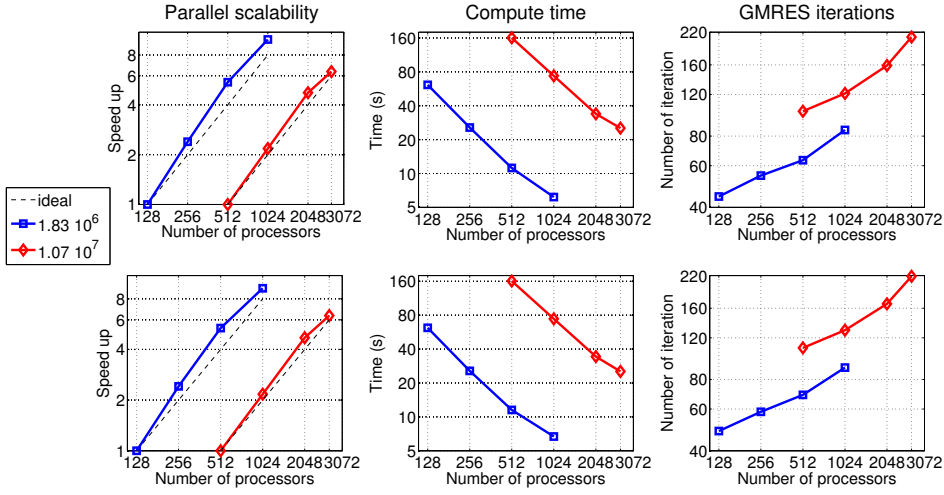 Parallel scalability
Compute time
GMRES iterations
Speed up
8
6
4
2
1
128 256 512 1024 2048 3072
Number of processors
Time (s)
160
80
40
20
10
5
128 256 512 1024 2048 3072
Number of processors
Number of iteration
220
160
120
80
60
40
128 256 512 1024 2048 3072
Number of processors
ideal
1.83 10^6
1.07 10^7
Speed up
8
6
4
2
1
128 256 512 1024 2048 3072
Number of processors
Time (s)
160
80
40
20
10
5
128 256 512 1024 2048 3072
Number of processors
Number of iteration
220
160
120
80
60
40
128 256 512 1024 2048 3072
Number of processors